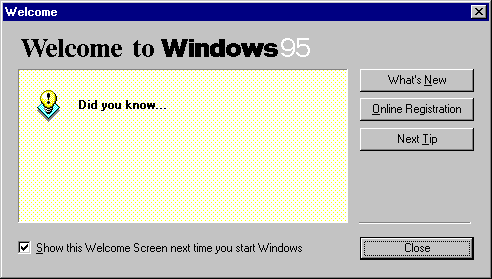 Welcome
Welcome to Windows95
Did you know...
What's New
Online Registration
Next Tip
Show this Welcome Screen next time you start Windows
Close